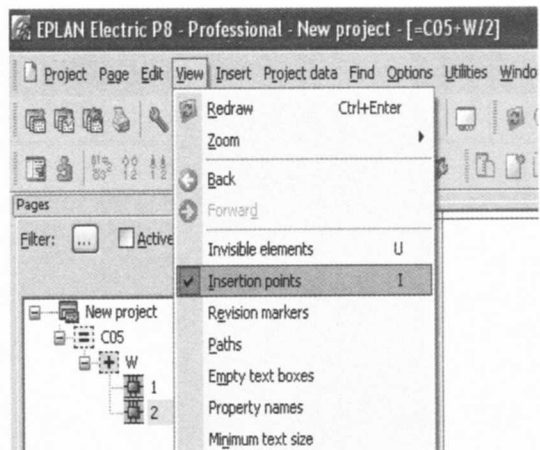 EPLAN Electric P8 - Professional - New project - [=C05+W/2]
Project Page Edit View Insert Project data Find Options Utilities Windo
Redraw Ctrl+Enter
Zoom
Back
Forward
Pages
Filter: ... Active
Invisible elements U
Insertion points I
Revision markers
Paths
Empty text boxes
Property names
Minimum text size
New project
C05
W
1
2